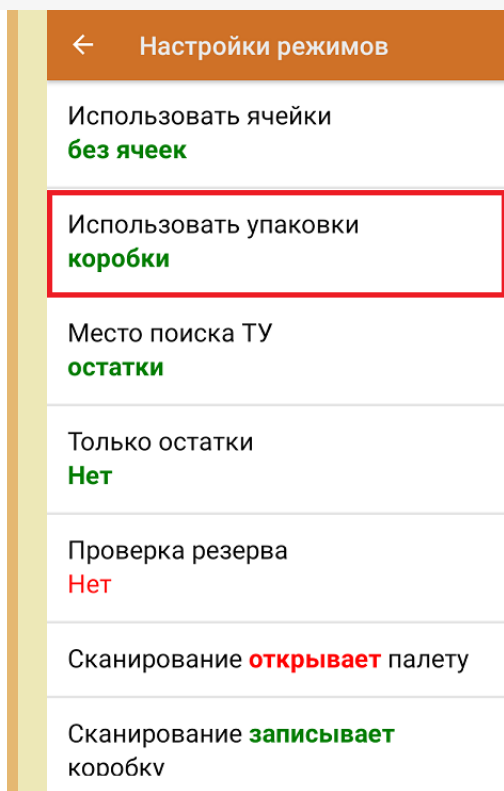 Настройки режимов
Использовать ячейки
без ячеек
Использовать упаковки
коробки
Место поиска ТУ
остатки
Только остатки
Нет
Проверка резерва
Нет
Сканирование открывает палету
Сканирование записывает
коробку